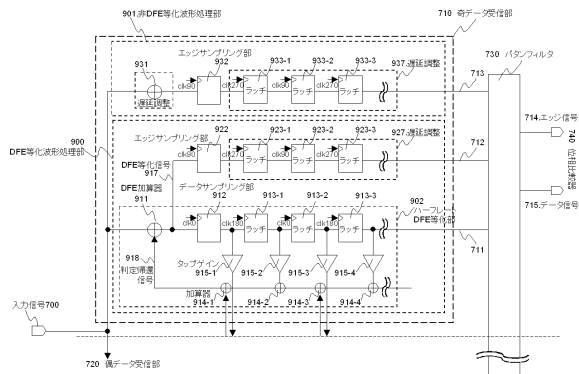 901非DFE等化波形処理部
710 奇データ受信部
エッジサンプリング部
931
932
933-1
933-2
933-3
937遅延調整
730 パタンフィルタ
clk90
clk270
ラッチ
clk270
ラッチ
clk270
ラッチ
遅延調整
713
714.エッジ信号
900
DFE等化波形処理部
エッジサンプリング部
922
923-1
923-2
923-3
927遅延調整
712
DFE等化信号
917
clk90
clk270
ラッチ
clk270
ラッチ
clk270
ラッチ
740 位相比較器
DFE加算器
911
データサンプリング部
912
913-1
913-2
913-3
902
ハーフレート
DFE等化部
715.データ信号
clk0
clk180
ラッチ
clk0
ラッチ
clk180
ラッチ
711
918
判定帰還
信号
タップゲイン
915-1
915-2
915-3
915-4
加算器
914-1
914-2
914-3
914-4
入力信号700
720 偶データ受信部